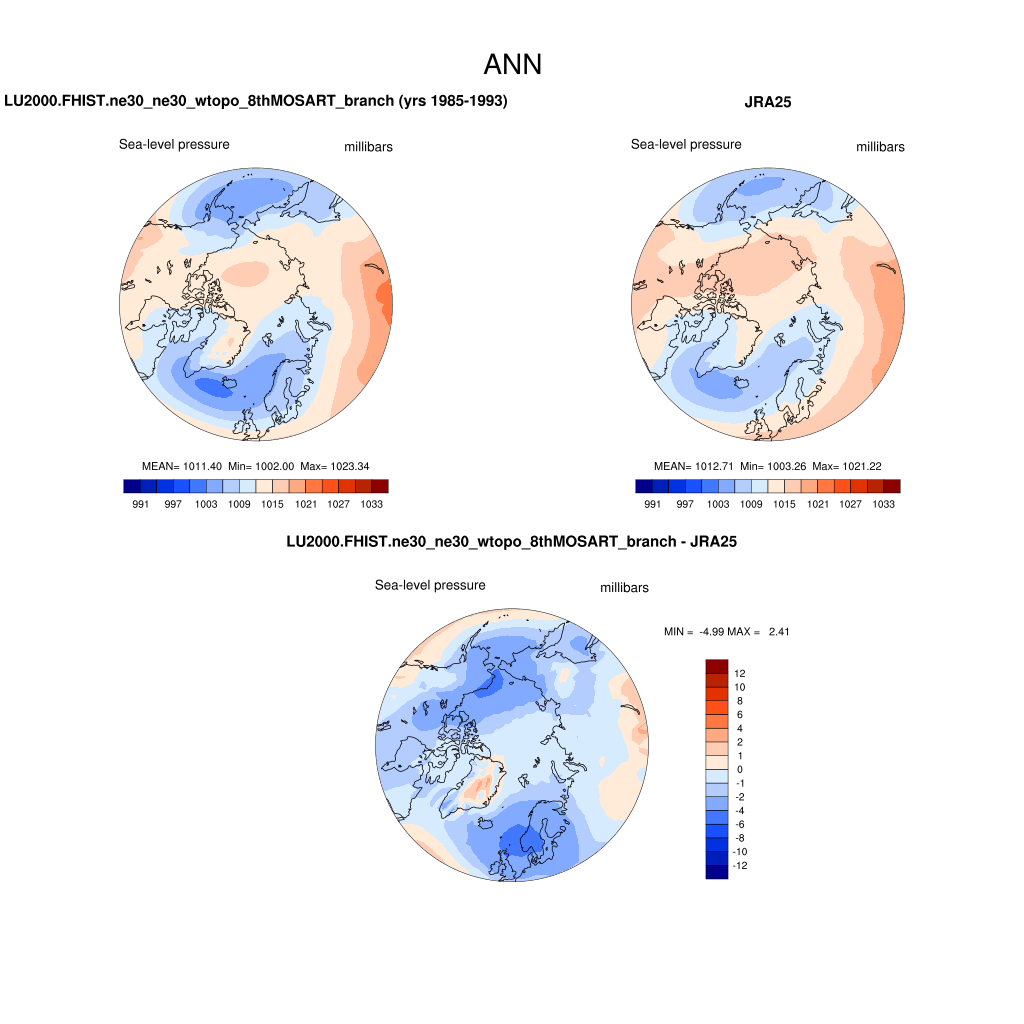 ANN
LU2000.FHIST.ne30_ne30_wtopo_8thMOSART_branch (yrs 1985-1993)
JRA25
Sea-level pressure millibars
Sea-level pressure millibars
MEAN= 1011.40 Min= 1002.00 Max= 1023.34
MEAN= 1012.71 Min= 1003.26 Max= 1021.22
991 997 1003 1009 1015 1021 1027 1033
991 997 1003 1009 1015 1021 1027 1033
LU2000.FHIST.ne30_ne30_wtopo_8thMOSART_branch - JRA25
Sea-level pressure millibars
MIN = -4.99 MAX = 2.41
12
10
8
6
4
2
1
0
-1
-2
-4
-6
-8
-10
-12